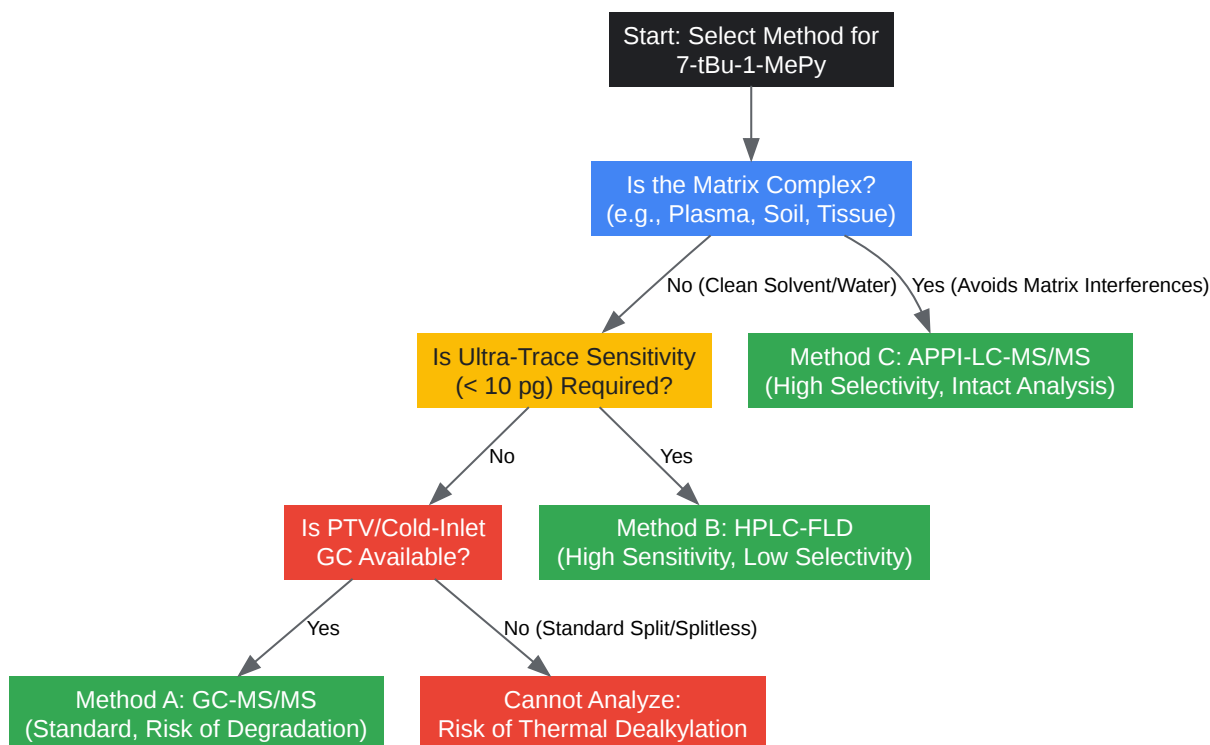 Start: Select Method for
7-tBu-1-MePy
Is the Matrix Complex?
(e.g., Plasma, Soil, Tissue)
No (Clean Solvent/Water)
Yes (Avoids Matrix Interferences)
Is Ultra-Trace Sensitivity
(< 10 pg) Required?
Method C: APPI-LC-MS/MS
(High Selectivity, Intact Analysis)
No
Yes
Is PTV/Cold-Inlet
GC Available?
Method B: HPLC-FLD
(High Sensitivity, Low Selectivity)
Yes
No (Standard Split/Splitless)
Method A: GC-MS/MS
(Standard, Risk of Degradation)
Cannot Analyze:
Risk of Thermal Dealkylation